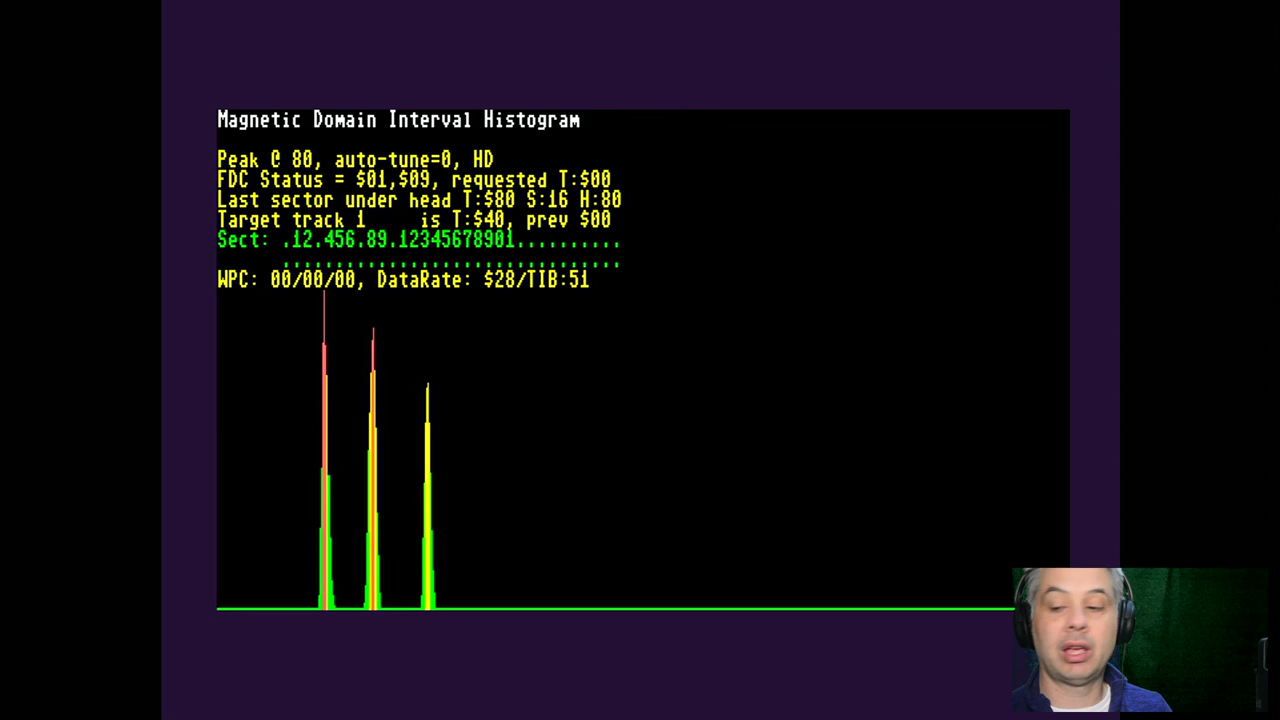 Magnetic Domain Interval Histogram
Peak @ 80, auto-tune=0, HD
FDC Status = $01,$09, requested T:$00
Last sector under head T:$80 S:16 H:80
Target track 1     is T:$40, prev $00
Sect: .12.456.89.12345678901..........
................................
WPC: 00/00/00, DataRate: $28/TIB:51